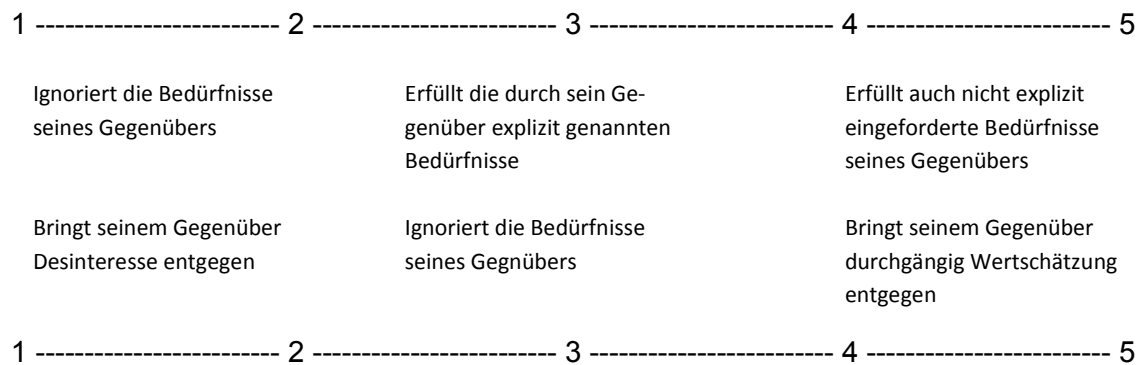 1 ------------------------- 2 ------------------------- 3 ------------------------- 4 ------------------------- 5
Ignoriert die Bedürfnisse
seines Gegenübers
Erfüllt die durch sein Ge-
genüber explizit genannten
Bedürfnisse
Erfüllt auch nicht explizit
eingeforderte Bedürfnisse
seines Gegenübers
Bringt seinem Gegenüber
Desinteresse entgegen
Ignoriert die Bedürfnisse
seines Gegnübers
Bringt seinem Gegenüber
durchgängig Wertschätzung
entgegen
1 ------------------------- 2 ------------------------- 3 ------------------------- 4 ------------------------- 5